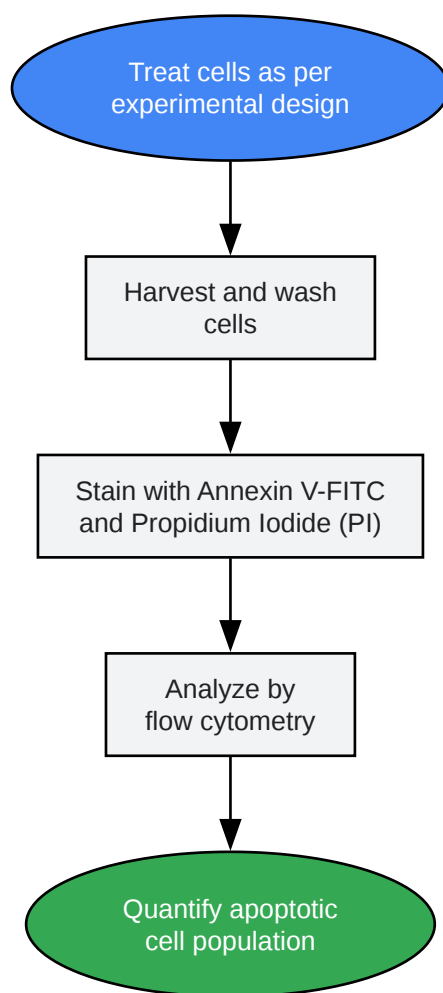 Treat cells as per
experimental design
Harvest and wash
cells
Stain with Annexin V-FITC
and Propidium Iodide (PI)
Analyze by
flow cytometry
Quantify apoptotic
cell population